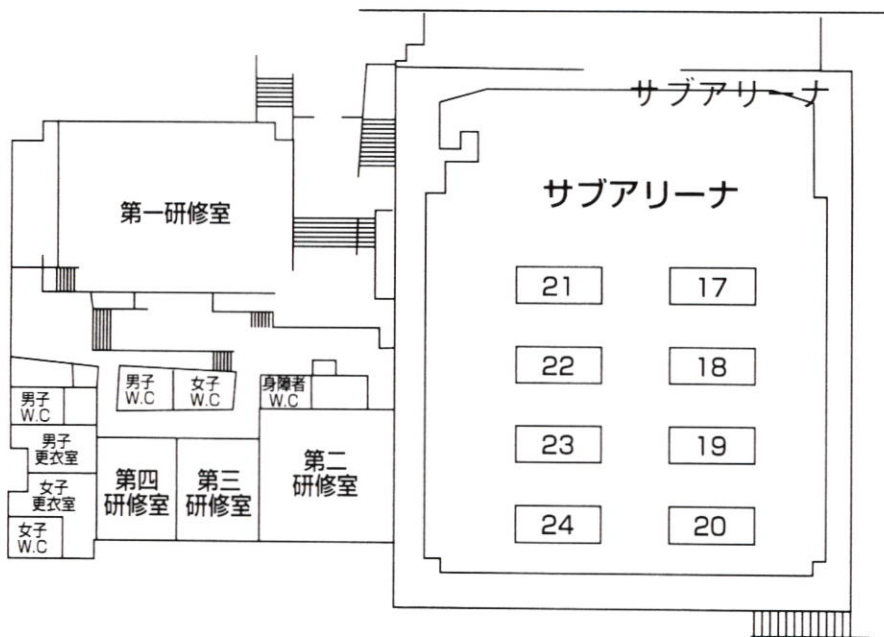 サブアリーナ
サブアリーナ
第一研修室
21
17
22
18
男子
W.C
女子
W.C
身障者
W.C
男子
W.C
23
19
男子
更衣室
第四
研修室
第三
研修室
第二
研修室
女子
更衣室
24
20
女子
W.C